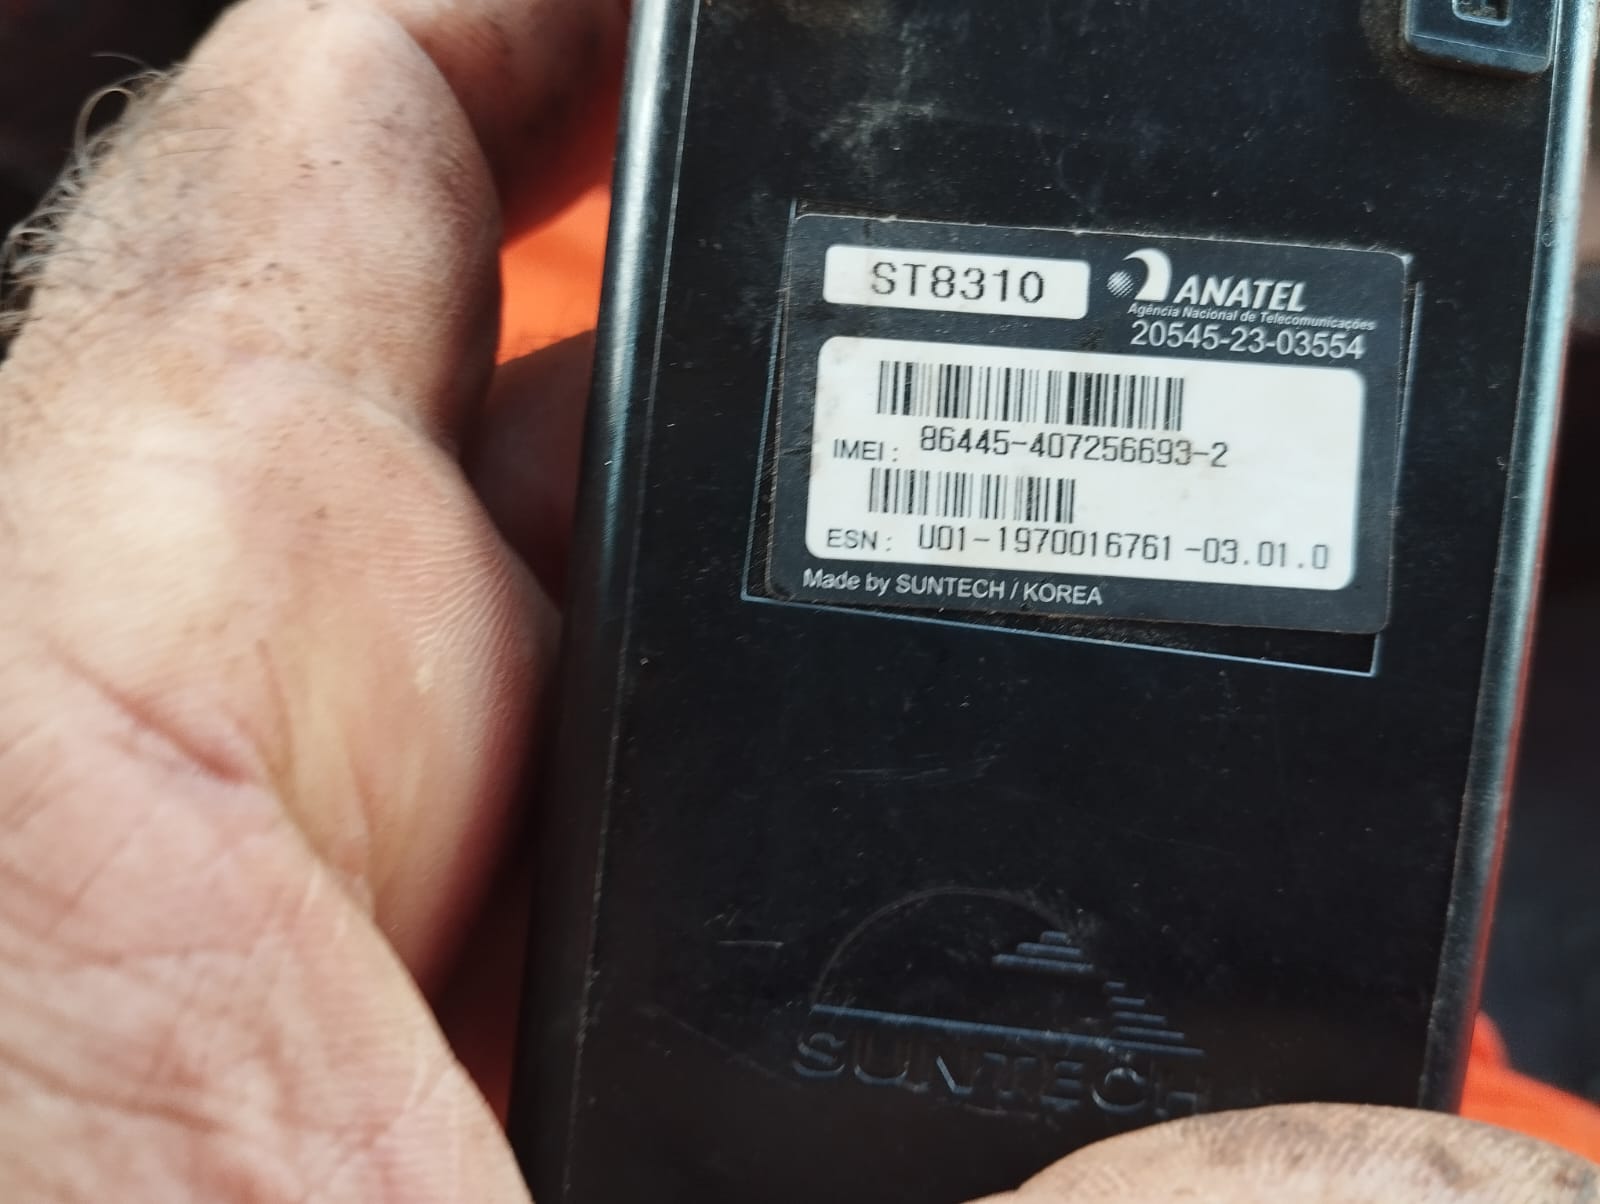 ST8310
ANATEL
Agência Nacional de Telecomunicações
20545-23-03554
IMEI : 86445-407256693-2
ESN : U01-1970016761-03.01.0
Made by SUNTECH / KOREA
SUNTECH